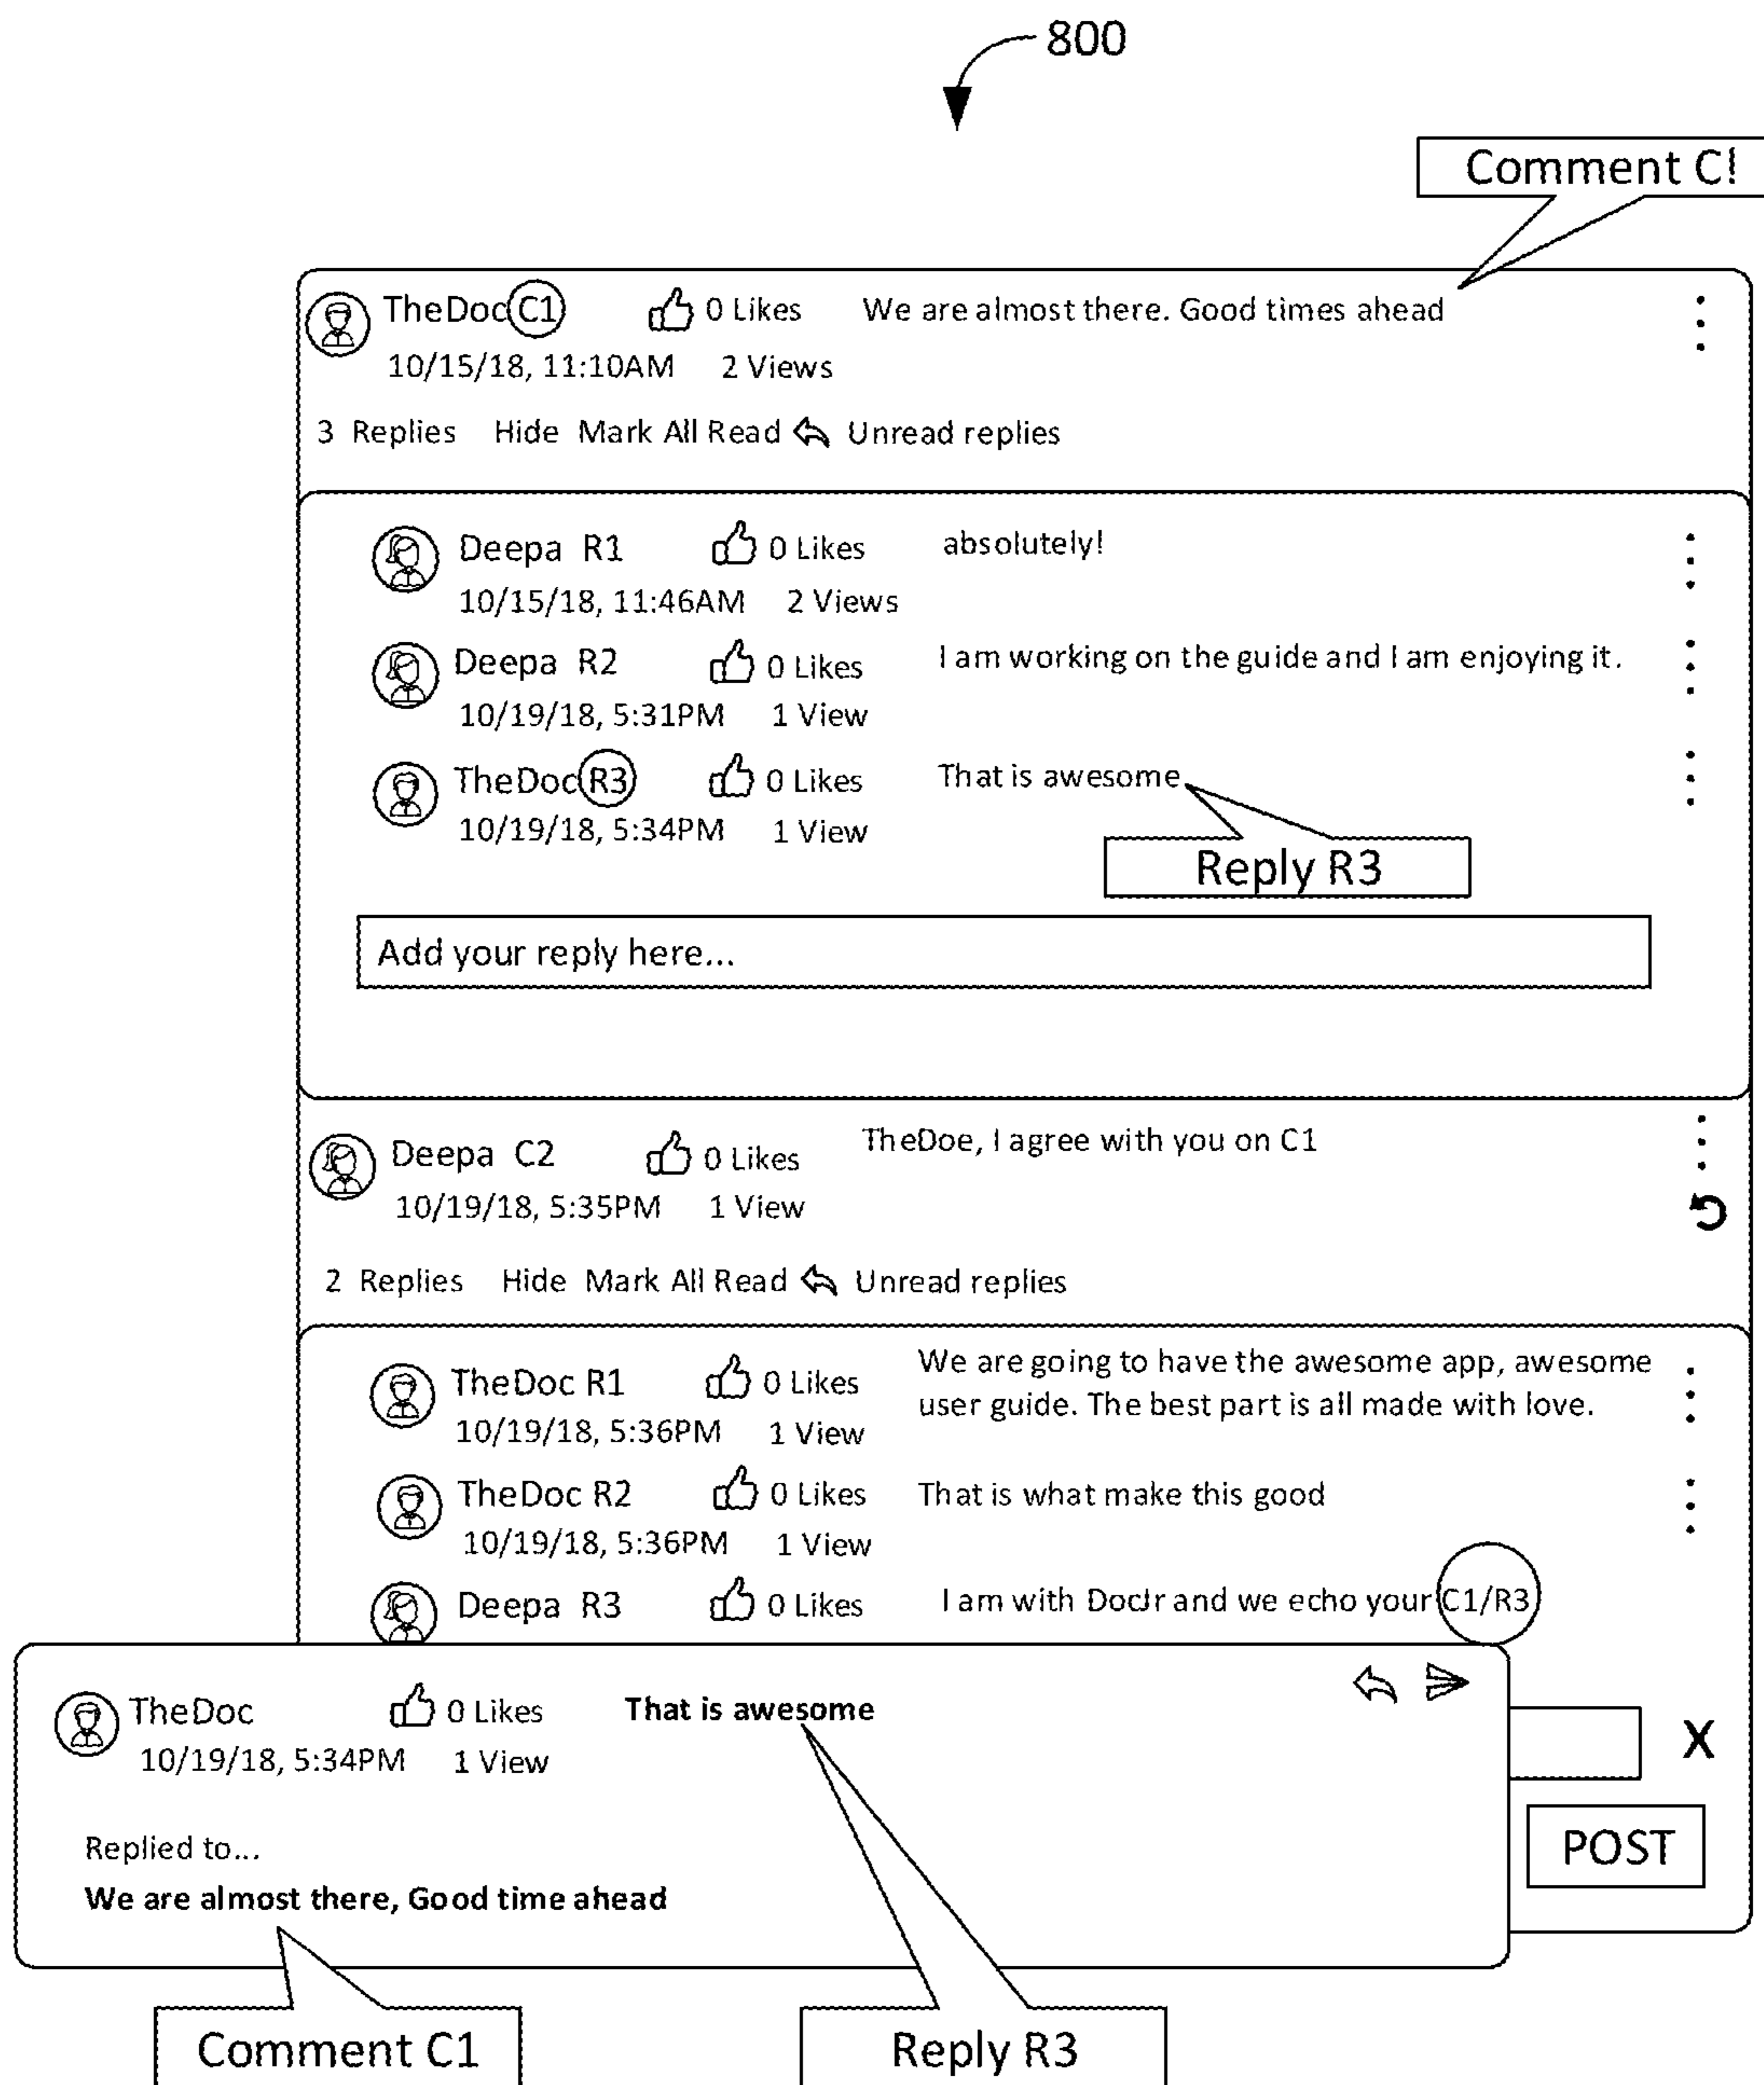 800
Comment C!
TheDoc C1 0 Likes We are almost there. Good times ahead
10/15/18, 11:10AM 2 Views
3 Replies Hide Mark All Read Unread replies
Deepa R1 0 Likes absolutely!
10/15/18, 11:46AM 2 Views
Deepa R2 0 Likes I am working on the guide and I am enjoying it.
10/19/18, 5:31PM 1 View
TheDoc R3 0 Likes That is awesome
10/19/18, 5:34PM 1 View
Reply R3
Add your reply here...
Deepa C2 0 Likes TheDoe, I agree with you on C1
10/19/18, 5:35PM 1 View
2 Replies Hide Mark All Read Unread replies
TheDoc R1 0 Likes We are going to have the awesome app, awesome
user guide. The best part is all made with love.
10/19/18, 5:36PM 1 View
TheDoc R2 0 Likes That is what make this good
10/19/18, 5:36PM 1 View
Deepa R3 0 Likes I am with DocJr and we echo your C1/R3
TheDoc 0 Likes That is awesome
X
10/19/18, 5:34PM 1 View
Replied to...
POST
We are almost there, Good time ahead
Comment C1
Reply R3